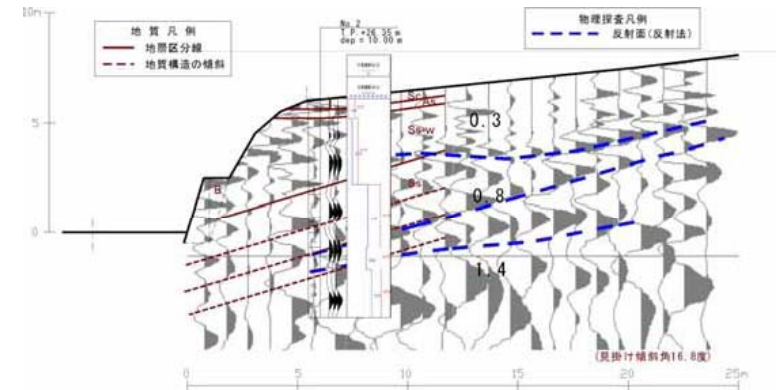 10m
5
0
地質凡例
地層区分線
地質構造の傾斜
No.2
T.P.+26.35m
dep=10.00m
物理探査凡例
反射面(反射法)
Ss-w
0.3
B
0.8
1.4
(見掛け傾斜角16.8度)
0
5
10
15
20
25m